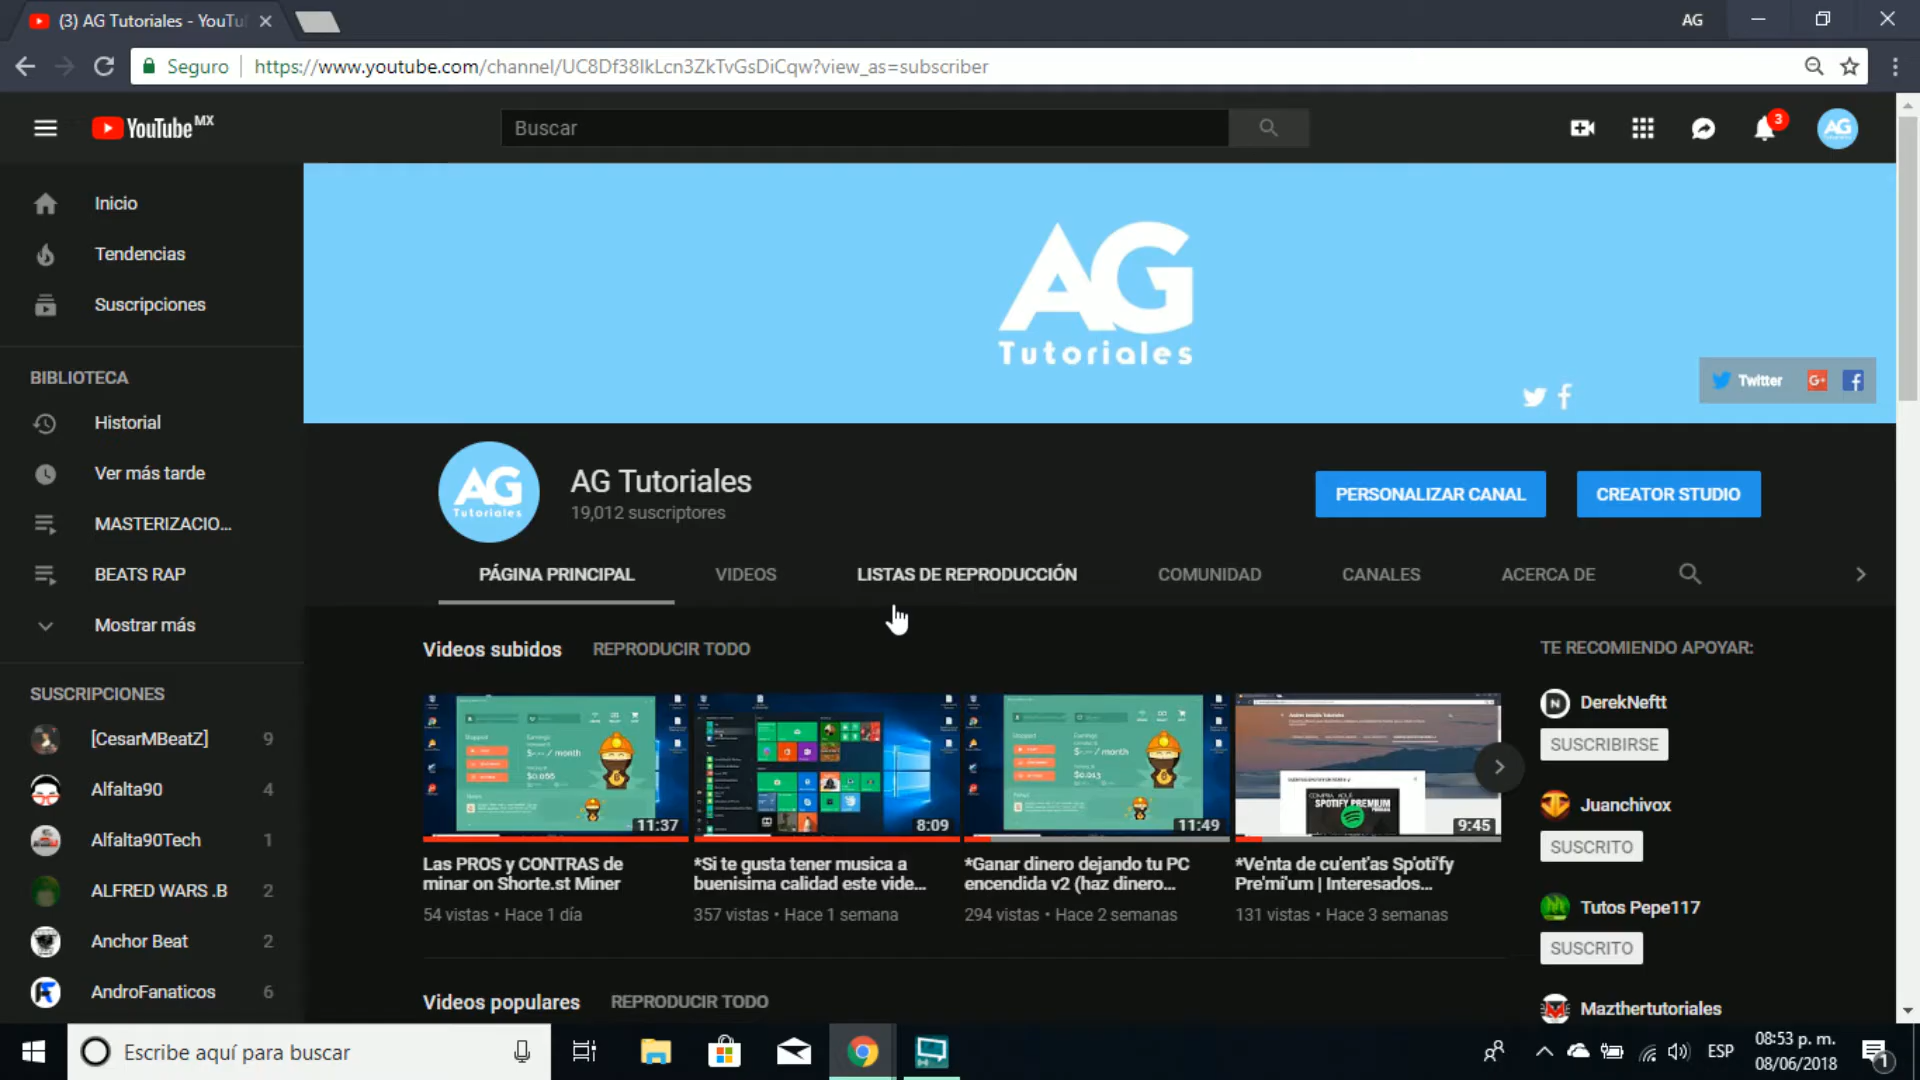 (3) AG Tutoriales - YouTu
AG
Seguro
https://www.youtube.com/channel/UC8Df38IkLcn3ZkTvGsDiCqw?view_as=subscriber
YouTube MX
Buscar
3
AG
Tutoriales
Twitter
G+
Inicio
Tendencias
Suscripciones
BIBLIOTECA
Historial
Ver más tarde
MASTERIZACIO...
BEATS RAP
Mostrar más
SUSCRIPCIONES
[CesarMBeatZ] 9
Alfalta90 4
Alfalta90Tech 1
ALFRED WARS .B 2
Anchor Beat 2
AndroFanaticos 6
AG
Tutoriales
AG Tutoriales
19,012 suscriptores
PERSONALIZAR CANAL
CREATOR STUDIO
PÁGINA PRINCIPAL
VIDEOS
LISTAS DE REPRODUCCIÓN
COMUNIDAD
CANALES
ACERCA DE
Videos subidos
REPRODUCIR TODO
11:37
Las PROS y CONTRAS de
minar on Shorte.st Miner
54 vistas • Hace 1 día
8:09
*Si te gusta tener musica a
buenisima calidad este vide...
357 vistas • Hace 1 semana
11:49
*Ganar dinero dejando tu PC
encendida v2 (haz dinero...
294 vistas • Hace 2 semanas
SPOTIFY PREMIUM
9:45
*Ve'nta de cu'ent'as Sp'oti'fy
Pre'mi'um | Interesados...
131 vistas • Hace 3 semanas
Videos populares
REPRODUCIR TODO
TE RECOMIENDO APOYAR:
DerekNeftt
SUSCRIBIRSE
Juanchivox
SUSCRITO
Tutos Pepe117
SUSCRITO
Mazthertutoriales
Escribe aquí para buscar
ESP
08:53 p. m.
08/06/2018
1